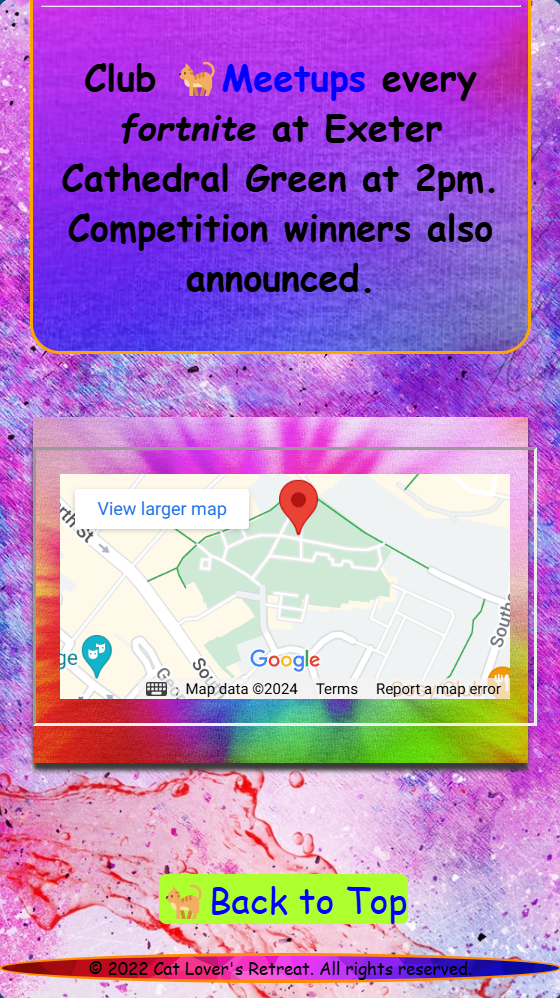 Club Meetups every
fortnite at Exeter
Cathedral Green at 2pm.
Competition winners also
announced.
View larger map
rth St
Southe
ge
Google
Sout
Map data ©2024 Terms Report a map error
Back to Top
© 2022 Cat Lover's Retreat. All rights reserved.